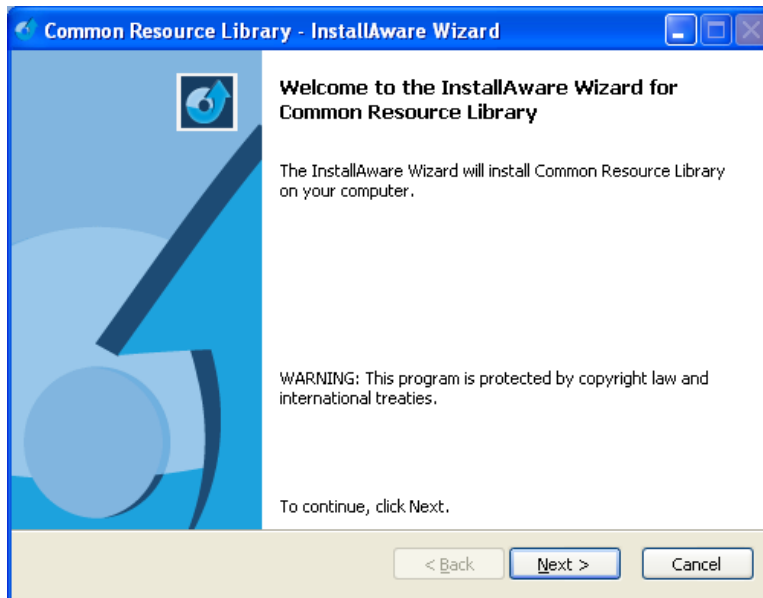 Common Resource Library - InstallAware Wizard
Welcome to the InstallAware Wizard for
Common Resource Library
The InstallAware Wizard will install Common Resource Library
on your computer.
WARNING: This program is protected by copyright law and
international treaties.
To continue, click Next.
< Back
Next >
Cancel